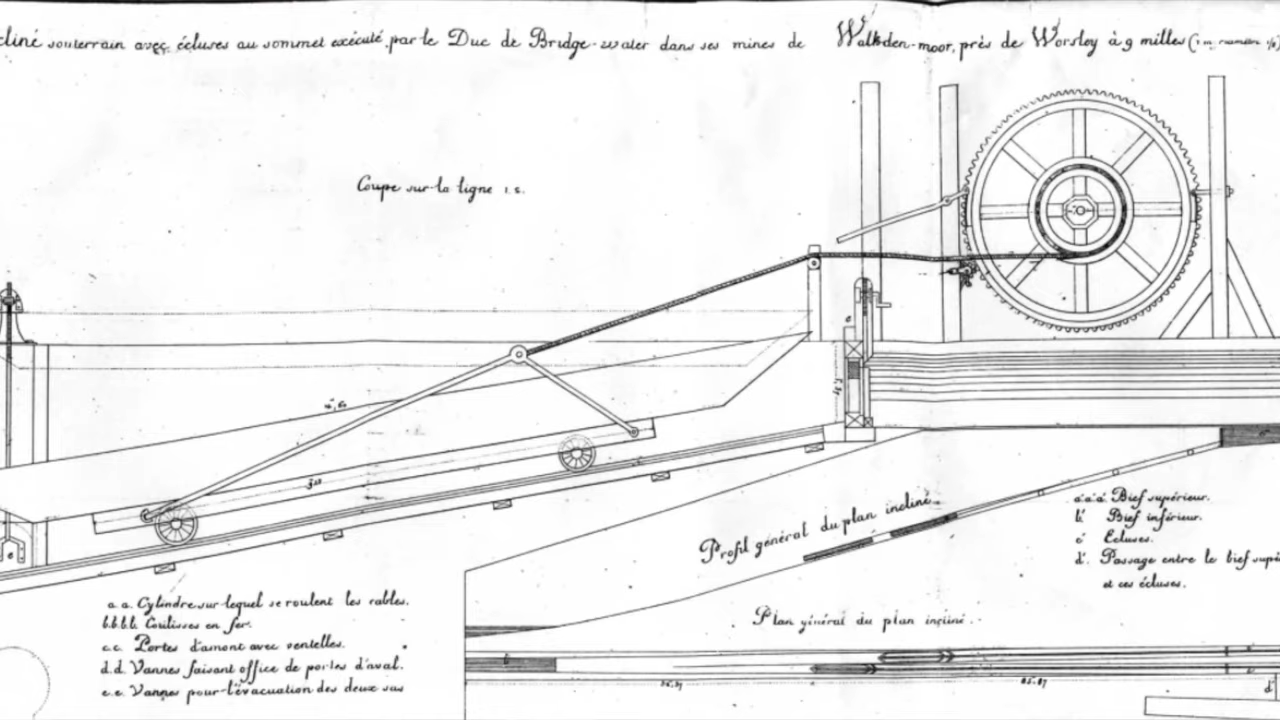 cliné souterrain avec écluses au sommet exécuté par le Duc de Bridge-water dans ses mines de Walkden-moor, près de Worsley à 9 milles
Coupe sur la ligne 1.2.
Profil général du plan incliné.
a a a Bief supérieur.
b' Bief inférieur.
c' Ecluses.
d'. Passage entre le bief supé
et ces écluses.
a a. Cylindre sur lequel se roulent les cables.
b.b.b.b. Coulisses en fer.
c.c. Portes d'amont avec ventelles.
d.d. Vannes faisant office de portes d'aval.
e.e. Vannes pour l'évacuation des deux sas
Plan général du plan incliné.